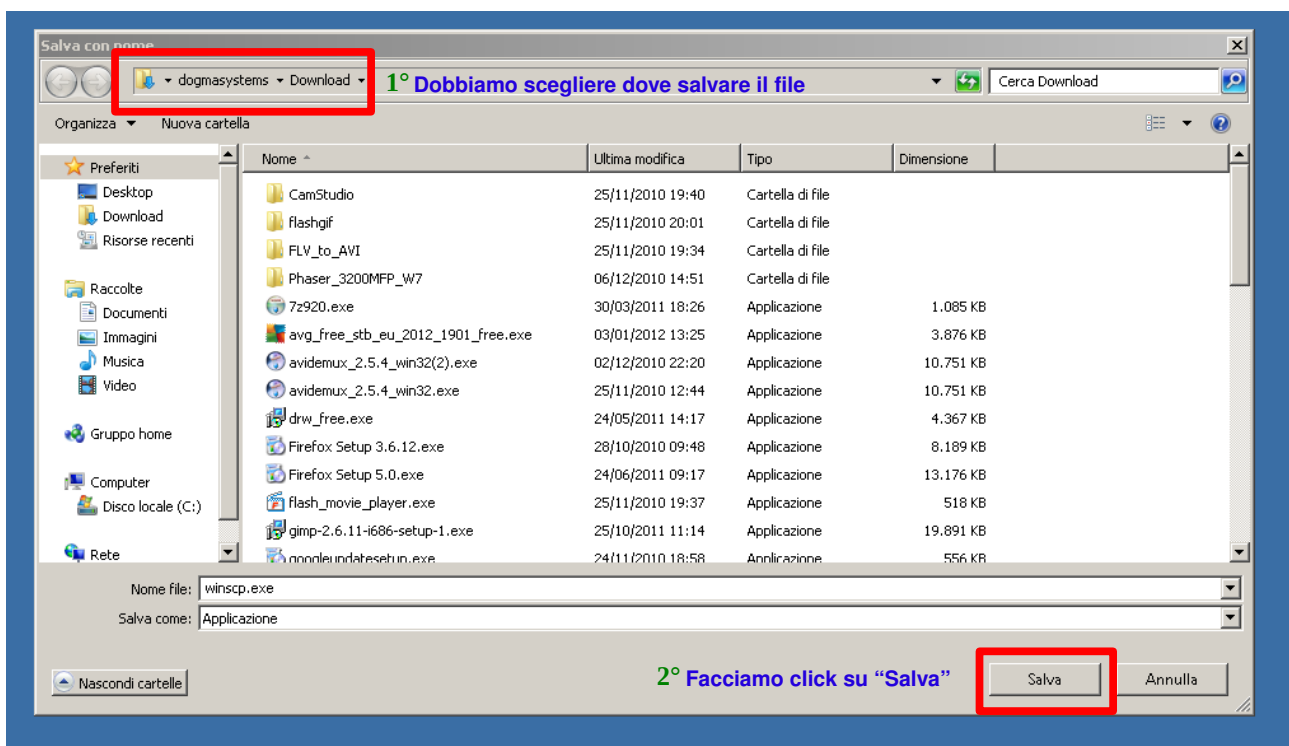 Salva con nome
dogmasystems Download
1° Dobbiamo scegliere dove salvare il file
Cerca Download
Organizza Nuova cartella
Preferiti
Desktop
Download
Risorse recenti
Raccolte
Documenti
Immagini
Musica
Video
Gruppo home
Computer
Disco locale (C:)
Rete
Nome Ultima modifica Tipo Dimensione
CamStudio 25/11/2010 19:40 Cartella di file
flashgif 25/11/2010 20:01 Cartella di file
FLV_to_AVI 25/11/2010 19:34 Cartella di file
Phaser_3200MFP_W7 06/12/2010 14:51 Cartella di file
7z920.exe 30/03/2011 18:26 Applicazione 1.085 KB
avg_free_stb_eu_2012_1901_free.exe 03/01/2012 13:25 Applicazione 3.876 KB
avidemux_2.5.4_win32(2).exe 02/12/2010 22:20 Applicazione 10.751 KB
avidemux_2.5.4_win32.exe 25/11/2010 12:44 Applicazione 10.751 KB
drw_free.exe 24/05/2011 14:17 Applicazione 4.367 KB
Firefox Setup 3.6.12.exe 28/10/2010 09:48 Applicazione 8.189 KB
Firefox Setup 5.0.exe 24/06/2011 09:17 Applicazione 13.176 KB
flash_movie_player.exe 25/11/2010 19:37 Applicazione 518 KB
gimp-2.6.11-i686-setup-1.exe 25/10/2011 11:14 Applicazione 19.891 KB
googleupdatesetup.exe 24/11/2010 18:58 Applicazione 556 KB
Nome file: winscp.exe
Salva come: Applicazione
Nascondi cartelle
2° Facciamo click su “Salva”
Salva
Annulla